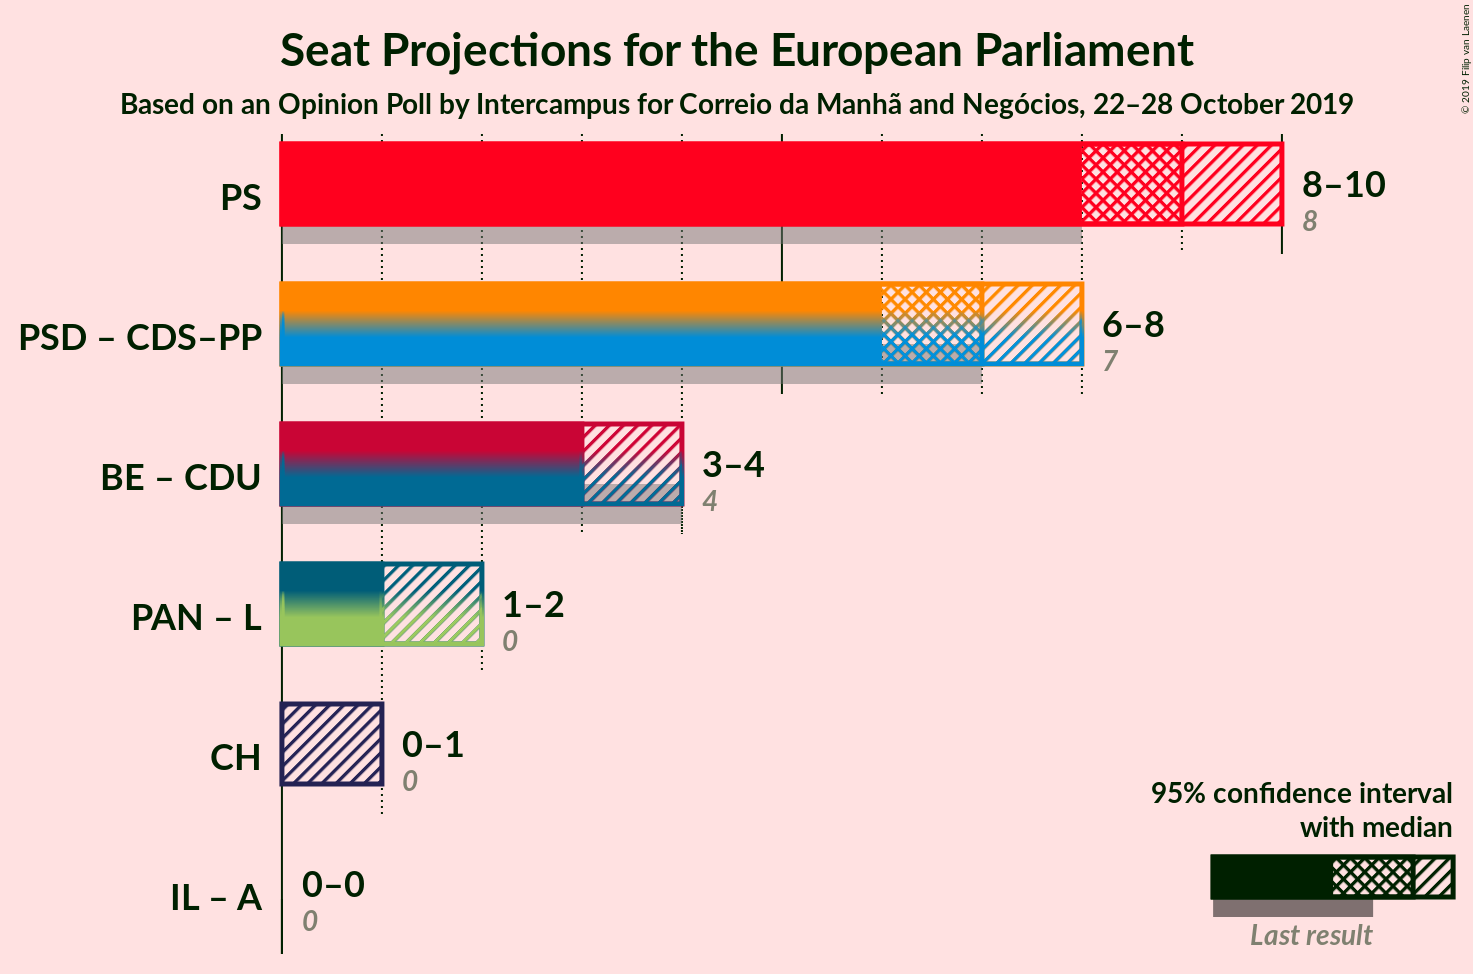 Seat Projections for the European Parliament
Based on an Opinion Poll by Intercampus for Correio da Manhã and Negócios, 22–28 October 2019
© 2019 Filip van Laenen
PS
8–10
8
PSD – CDS–PP
6–8
7
BE – CDU
3–4
4
PAN – L
1–2
0
CH
0–1
0
IL – A
0–0
0
95% confidence interval
with median
Last result